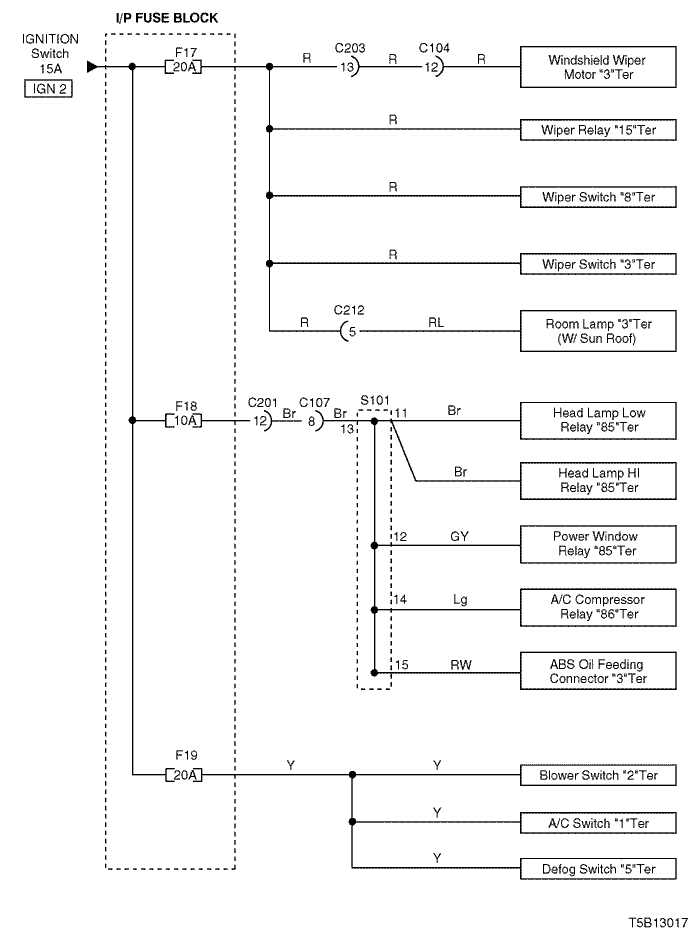 I/P FUSE BLOCK
IGNITION
Switch
15A
IGN 2
F17
20A
R
C203
13
R
C104
12
R
Windshield Wiper
Motor "3"Ter
R
Wiper Relay "15"Ter
R
Wiper Switch "8"Ter
R
Wiper Switch "3"Ter
R
C212
5
RL
Room Lamp "3"Ter
(W/ Sun Roof)
F18
10A
C201
12
Br
C107
8
Br
13
S101
11
Br
Head Lamp Low
Relay "85"Ter
Br
Head Lamp HI
Relay "85"Ter
12
GY
Power Window
Relay "85"Ter
14
Lg
A/C Compressor
Relay "86"Ter
15
RW
ABS Oil Feeding
Connector "3"Ter
F19
20A
Y
Y
Blower Switch "2"Ter
Y
A/C Switch "1"Ter
Y
Defog Switch "5"Ter
T5B13017